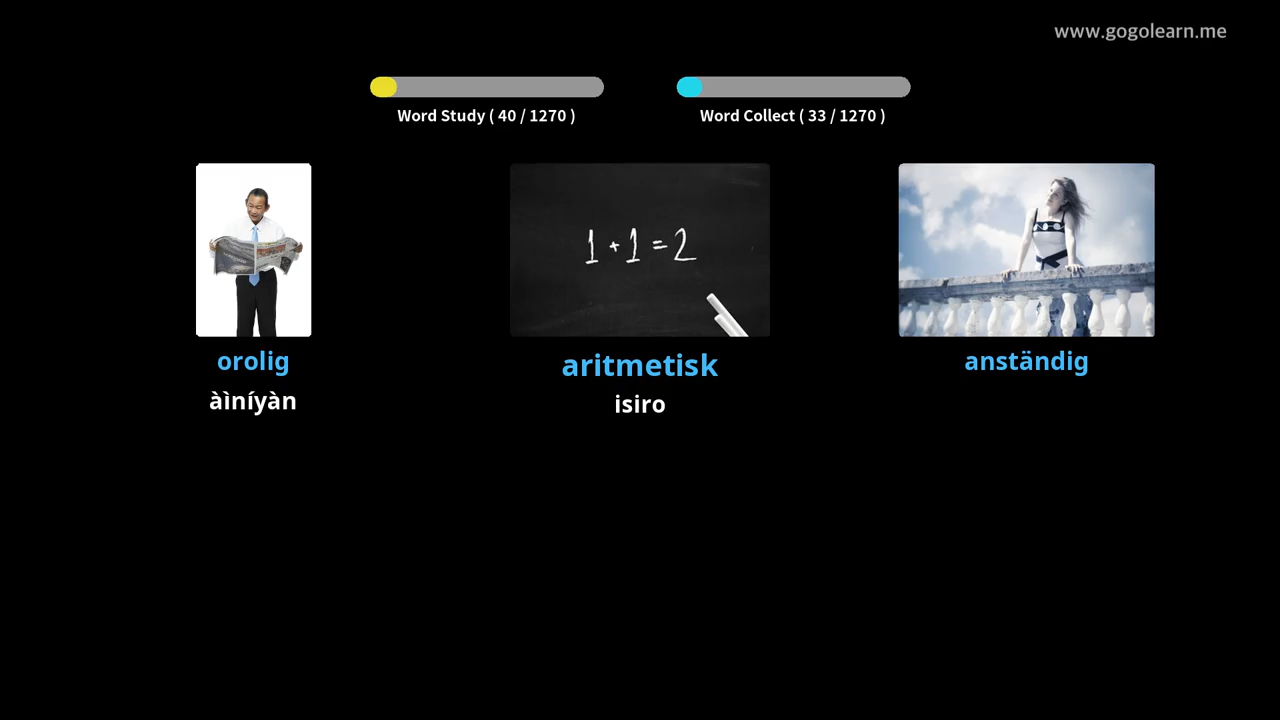 www.gogolearn.me
Word Study ( 40 / 1270 )
Word Collect ( 33 / 1270 )
1 + 1 = 2
orolig
aritmetisk
anständig
àìníyàn
isiro